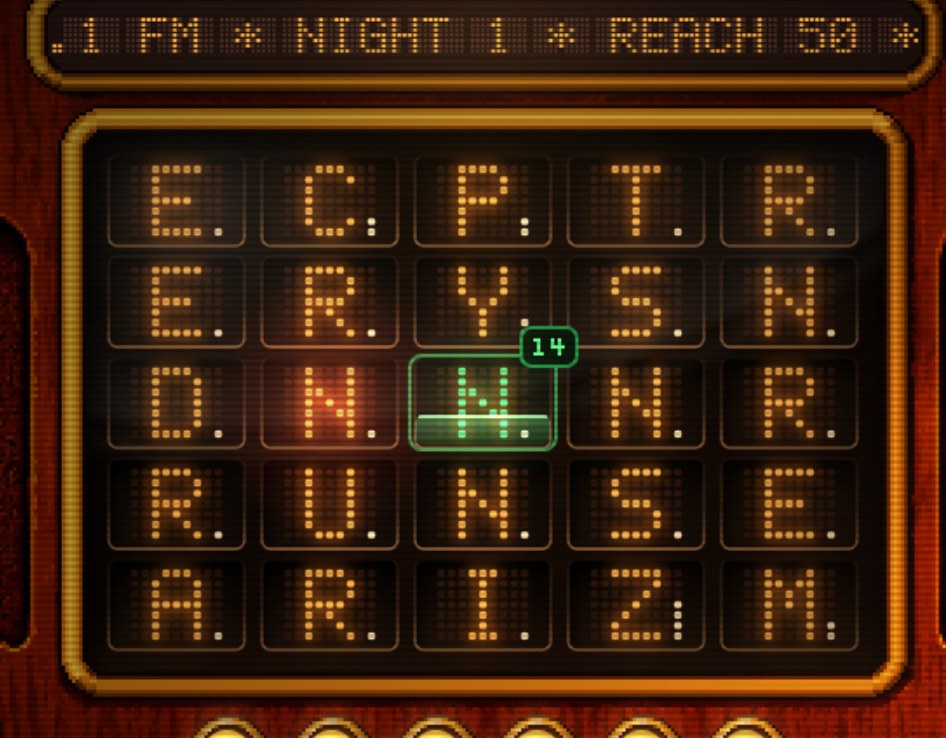 .1 FM * NIGHT 1 * REACH 50 *
E. C: P: T. R.
E. R. Y. S. N.
14
D. N. N. N. R.
R. U. N. S. E.
A. R. I. Z. M.